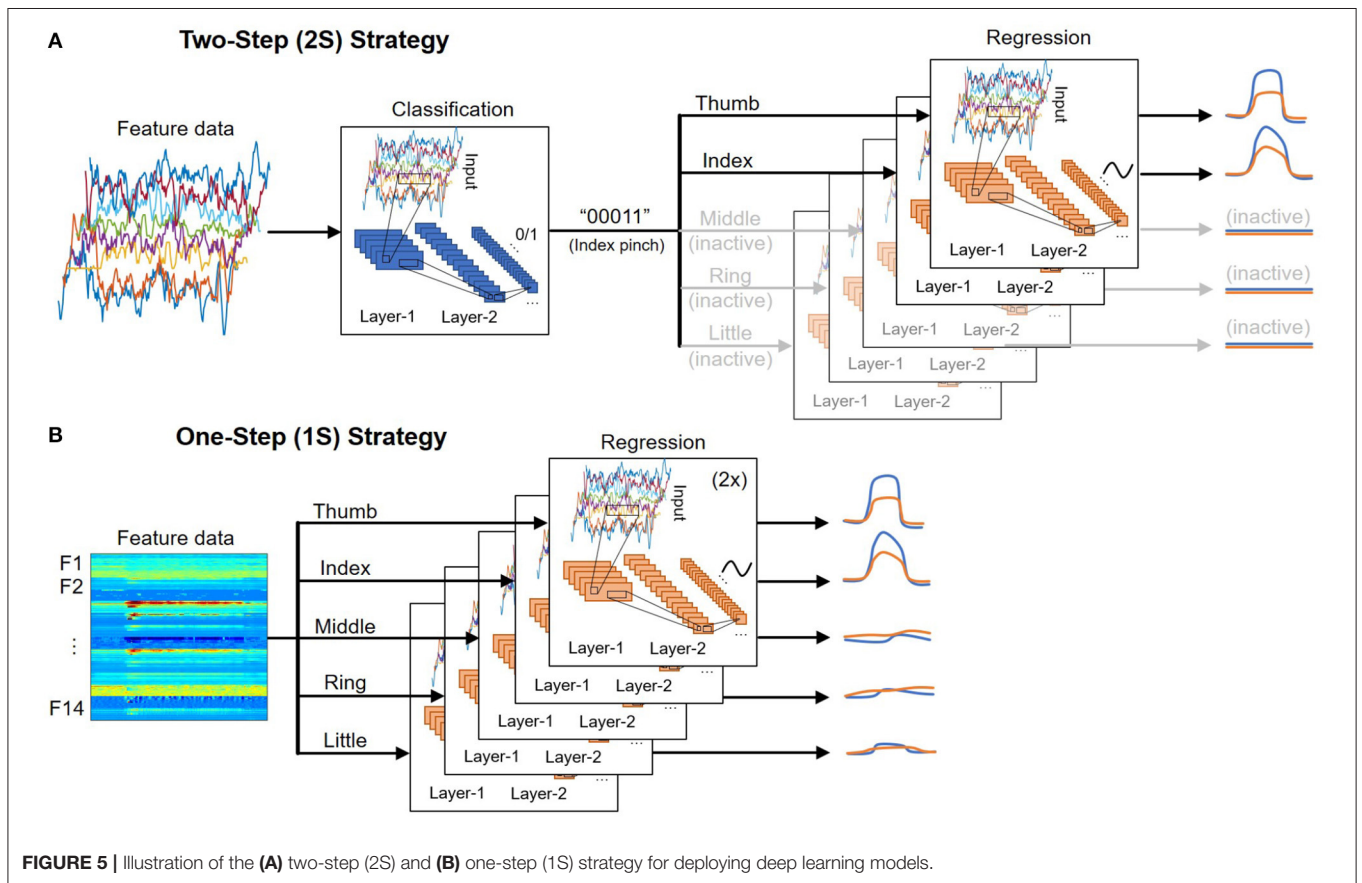 A
Two-Step (2S) Strategy
Feature data
Classification
Input
0/1
...
Layer-1 Layer-2
...
“00011”
(Index pinch)
Thumb
Index
Middle
(inactive)
Ring
(inactive)
Little
(inactive)
Regression
Input
...
Layer-1 Layer-2
...
Layer-1 Layer-2
...
Layer-1 Layer-2
...
Layer-1 Layer-2
...
Layer-1 Layer-2
...
(inactive)
(inactive)
(inactive)
B
One-Step (1S) Strategy
Feature data
F1
F2
⋮
F14
Thumb
Index
Middle
Ring
Little
Regression
(2x)
Input
...
Layer-1 Layer-2
...
Layer-1 Layer-2
...
Layer-1 Layer-2
...
Layer-1 Layer-2
...
Layer-1 Layer-2
...
FIGURE 5 | Illustration of the (A) two-step (2S) and (B) one-step (1S) strategy for deploying deep learning models.